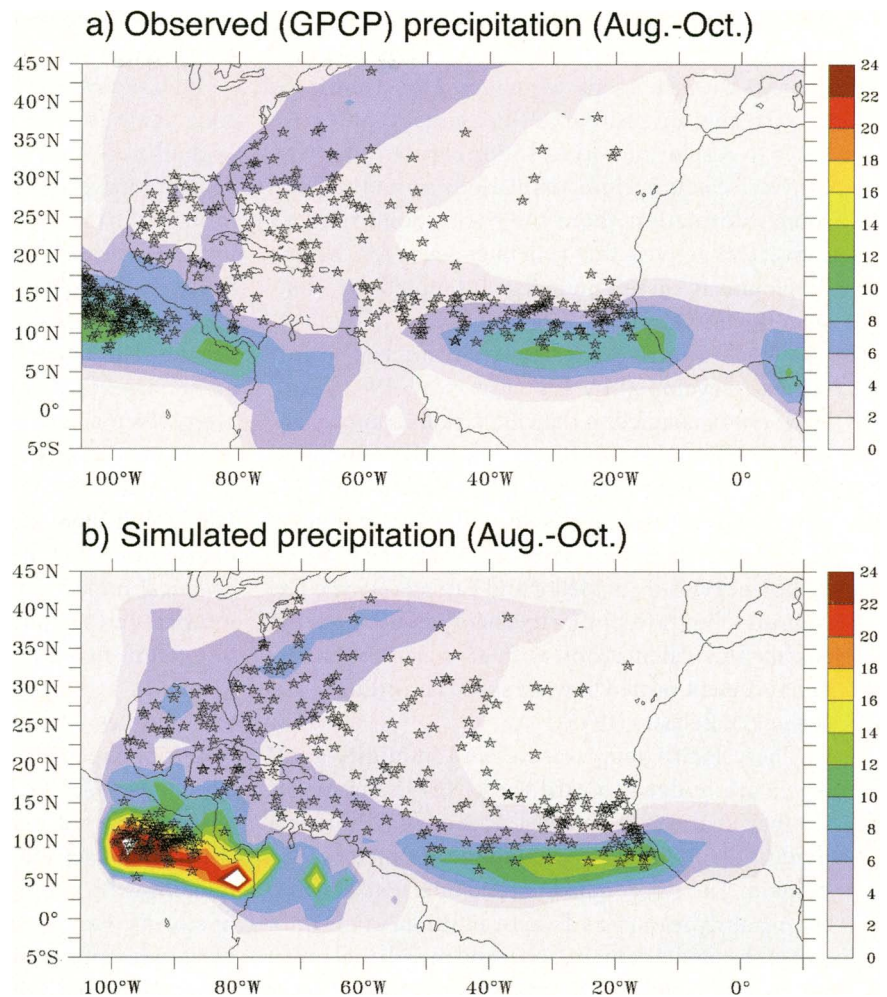 a) Observed (GPCP) precipitation (Aug.-Oct.)
45°N
40°N
35°N
30°N
25°N
20°N
15°N
10°N
5°N
0°
5°S
100°W 80°W 60°W 40°W 20°W 0°
24
22
20
18
16
14
12
10
8
6
4
2
0
b) Simulated precipitation (Aug.-Oct.)
45°N
40°N
35°N
30°N
25°N
20°N
15°N
10°N
5°N
0°
5°S
100°W 80°W 60°W 40°W 20°W 0°
24
22
20
18
16
14
12
10
8
6
4
2
0